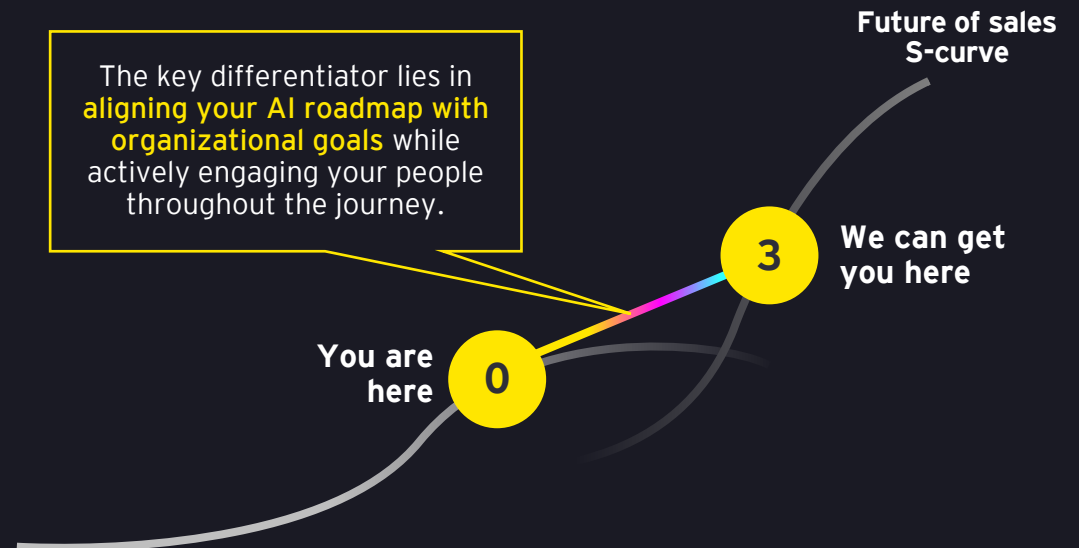 Future of sales
S-curve
The key differentiator lies in
aligning your AI roadmap with
organizational goals while
actively engaging your people
throughout the journey.
3
We can get
you here
You are
here
0